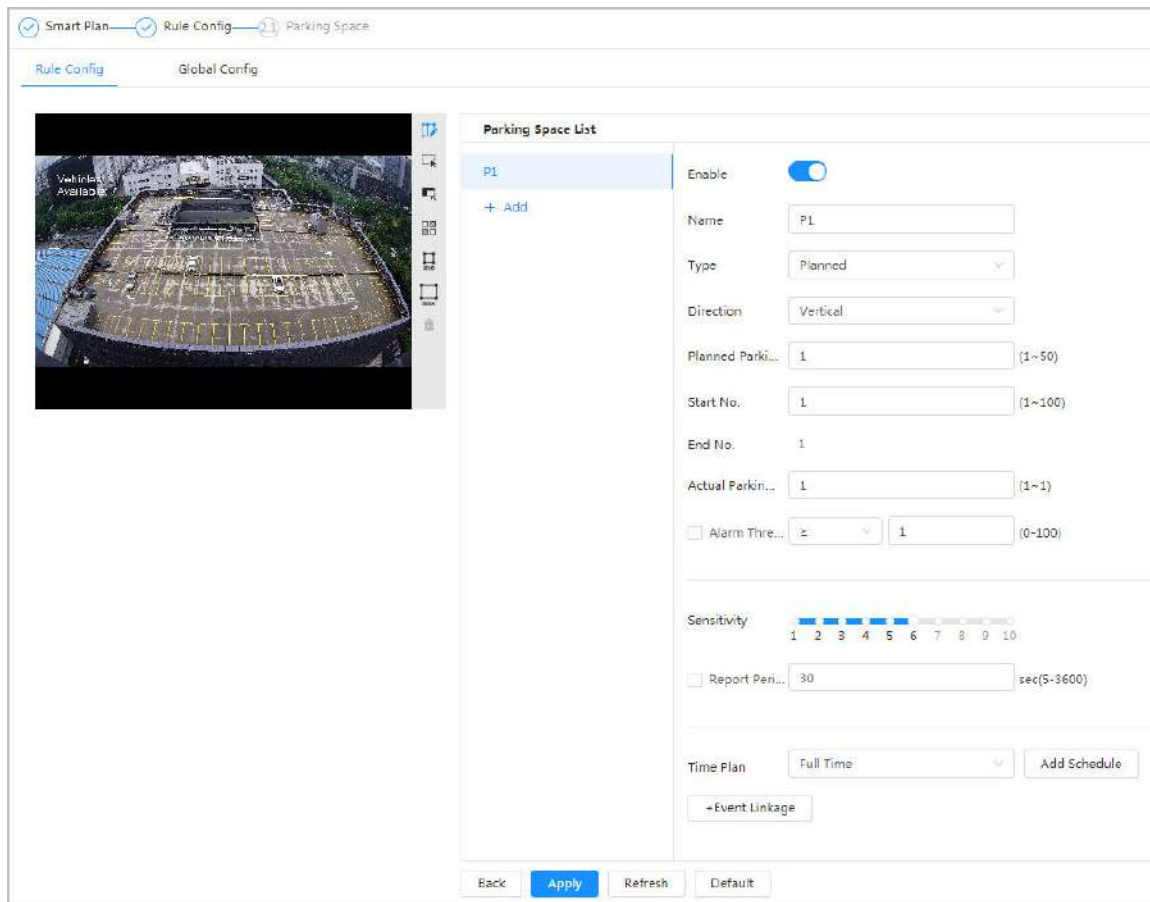 Smart Plan Rule Config 2.1 Parking Space
Rule Config Global Config
Vehicles
Available: 7
Parking Space List
P1
+ Add
Enable
Name P1
Type Planned
Direction Vertical
Planned Parki... 1 (1~50)
Start No. 1 (1~100)
End No. 1
Actual Parkin... 1 (1~1)
Alarm Thre... ≥ 1 (0-100)
Sensitivity
1 2 3 4 5 6 7 8 9 10
Report Peri... 30 sec(5-3600)
Time Plan Full Time Add Schedule
+Event Linkage
Back Apply Refresh Default